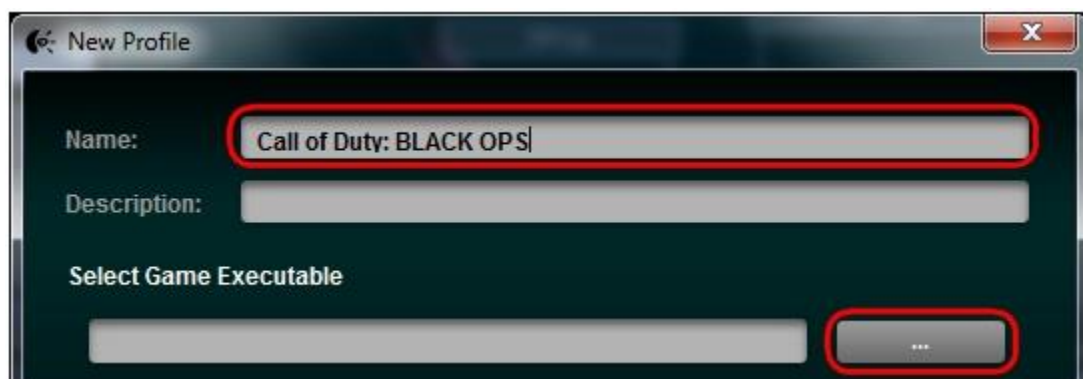 New Profile
Name:
Call of Duty: BLACK OPS
Description:
Select Game Executable
...